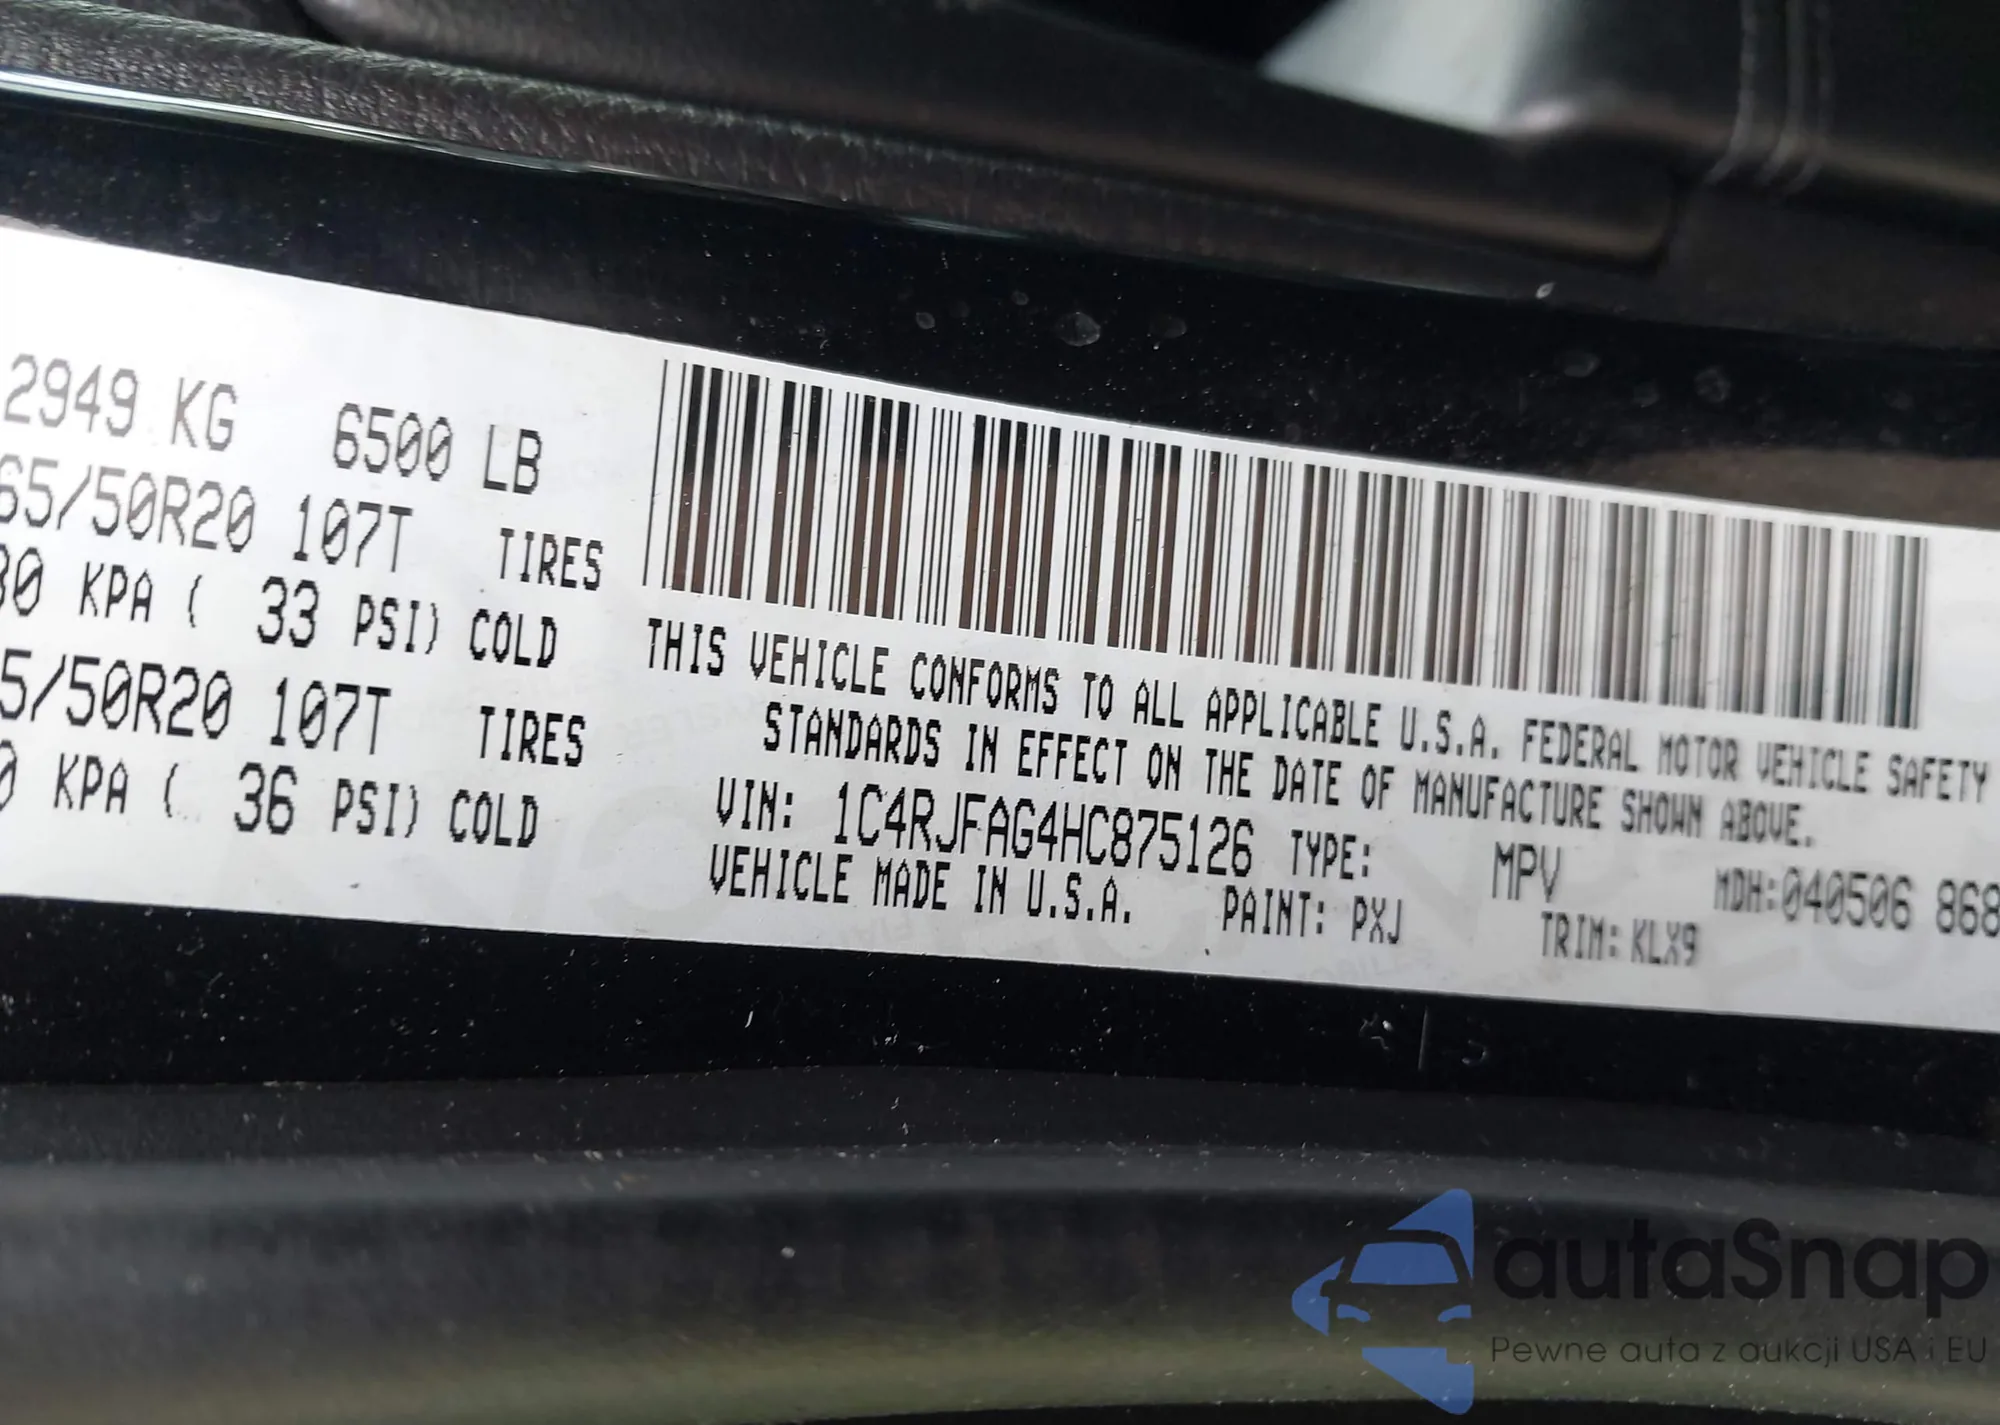 2949 KG 6500 LB
65/50R20 107T TIRES
30 KPA ( 33 PSI) COLD
5/50R20 107T TIRES
0 KPA ( 36 PSI) COLD
THIS VEHICLE CONFORMS TO ALL APPLICABLE U.S.A. FEDERAL MOTOR VEHICLE SAFETY
STANDARDS IN EFFECT ON THE DATE OF MANUFACTURE SHOWN ABOVE.
VIN: 1C4RJFAG4HC875126 TYPE: MPV MDH:040506 868
VEHICLE MADE IN U.S.A. PAINT: PXJ TRIM: KLX9
autaSnap
Pewne auta z aukcji USA i EU